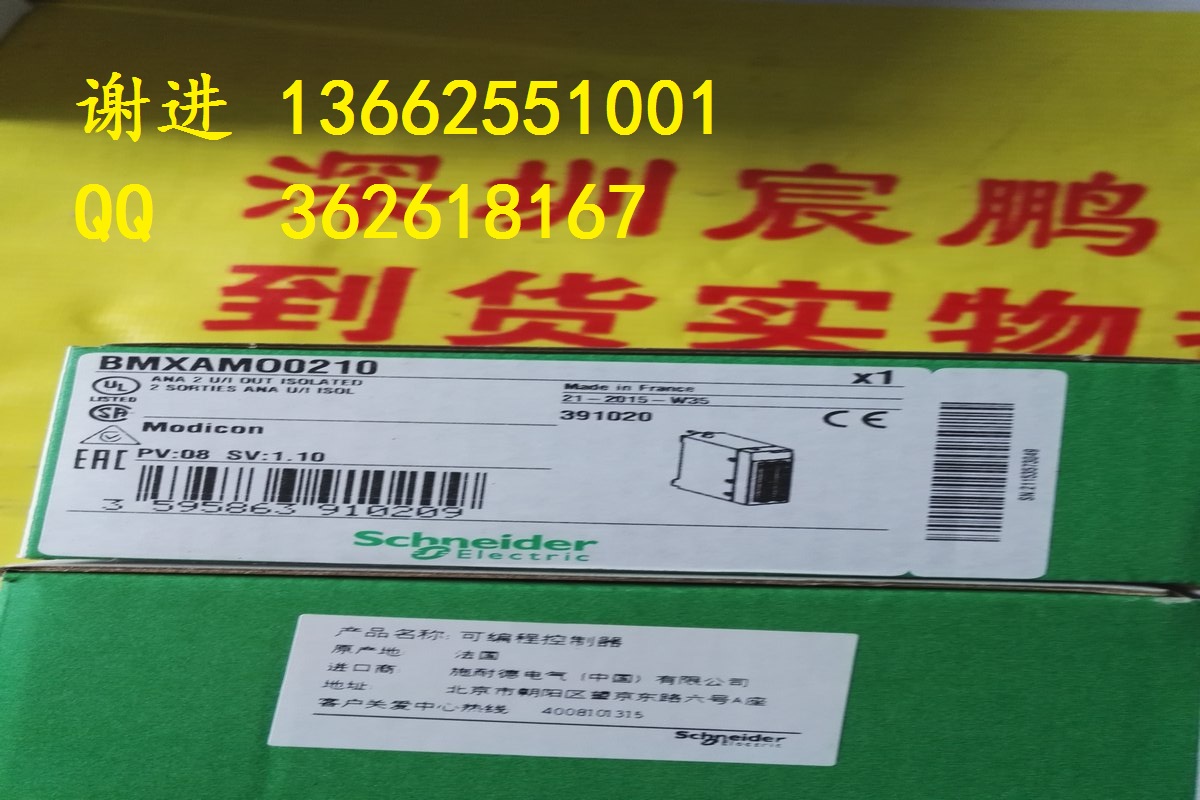 谢进 13662551001
QQ 362618167
深圳宸鹏
到货实物
BMXAMO0210
ANA 2 U/I OUT ISOLATED
2 SORTIES ANA U/I ISOL
x1
Made in France
21 - 2015 - W35
391020
CE
UL
LISTED
SA
Modicon
EAC
PV:08 SV:1.10
3 595863 910209
Schneider
Electric
产品名称: 可编程控制器
原产地: 法国
进口商: 施耐德电气(中国)有限公司
地址: 北京市朝阳区望京东路六号A座
客户关爱中心热线 4008101315
Schneider
Electric